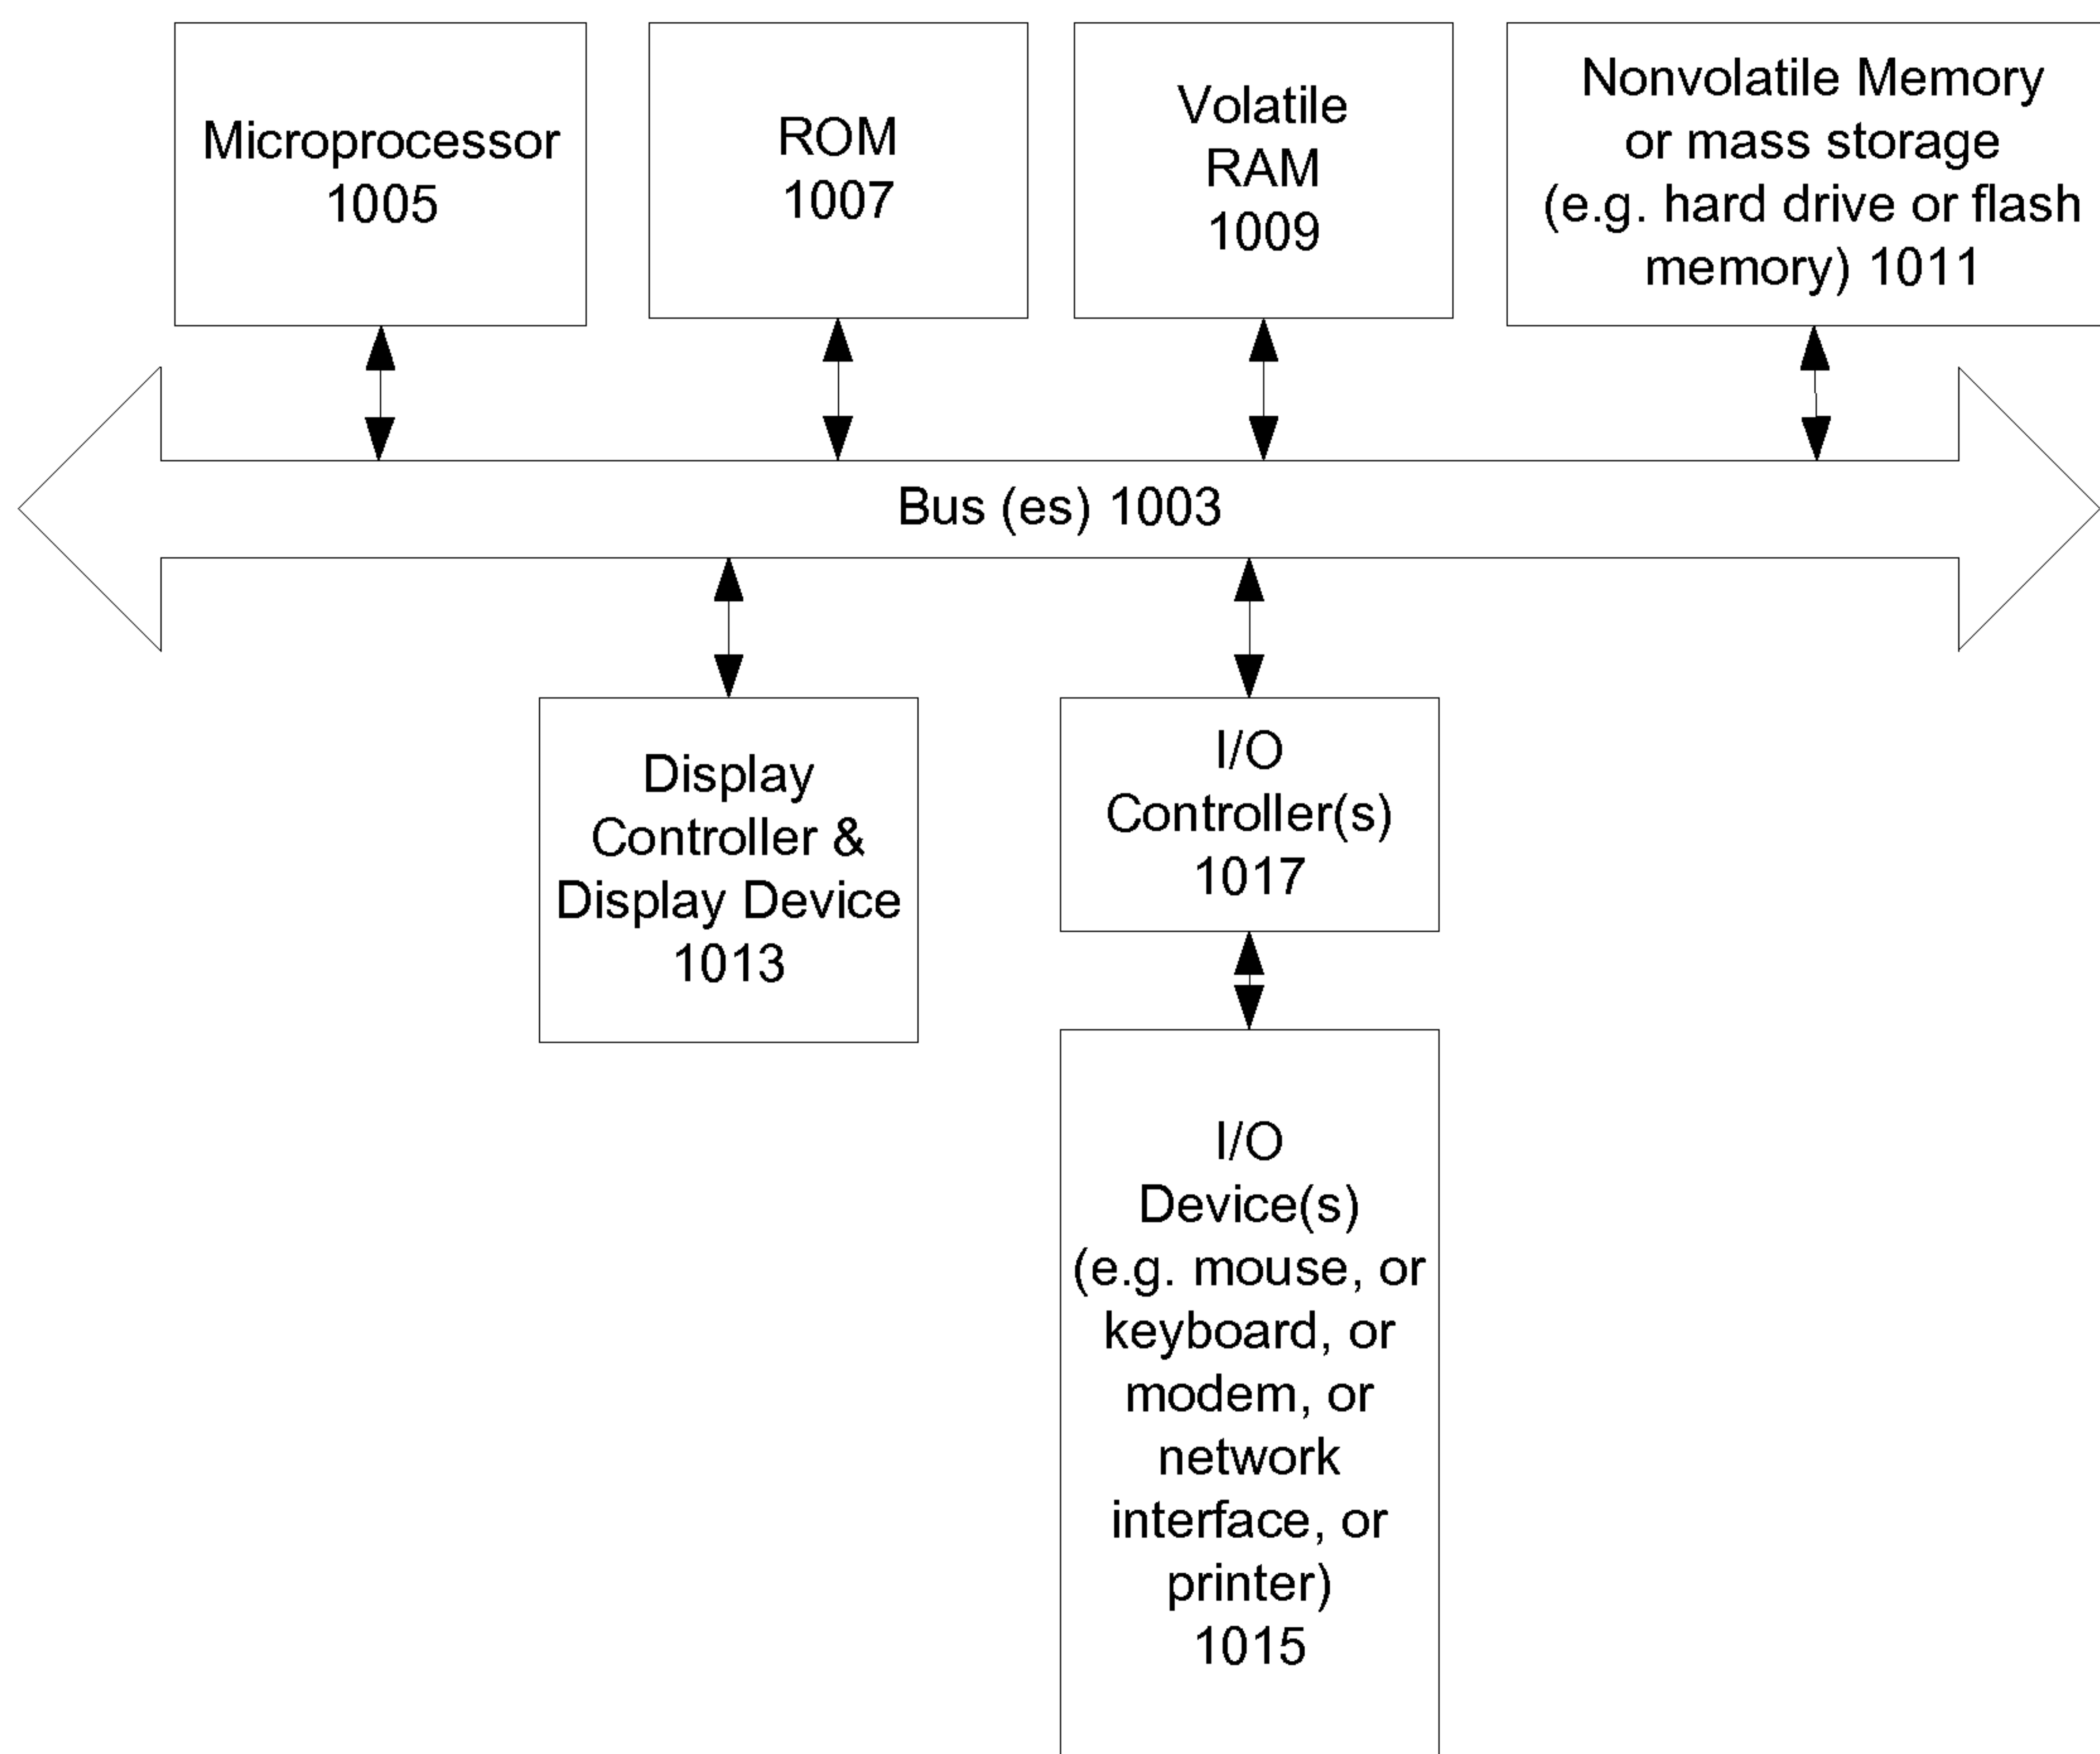 Microprocessor
1005
ROM
1007
Volatile
RAM
1009
Nonvolatile Memory
or mass storage
(e.g. hard drive or flash
memory) 1011
Bus (es) 1003
Display
Controller &
Display Device
1013
I/O
Controller(s)
1017
I/O
Device(s)
(e.g. mouse, or
keyboard, or
modem, or
network
interface, or
printer)
1015